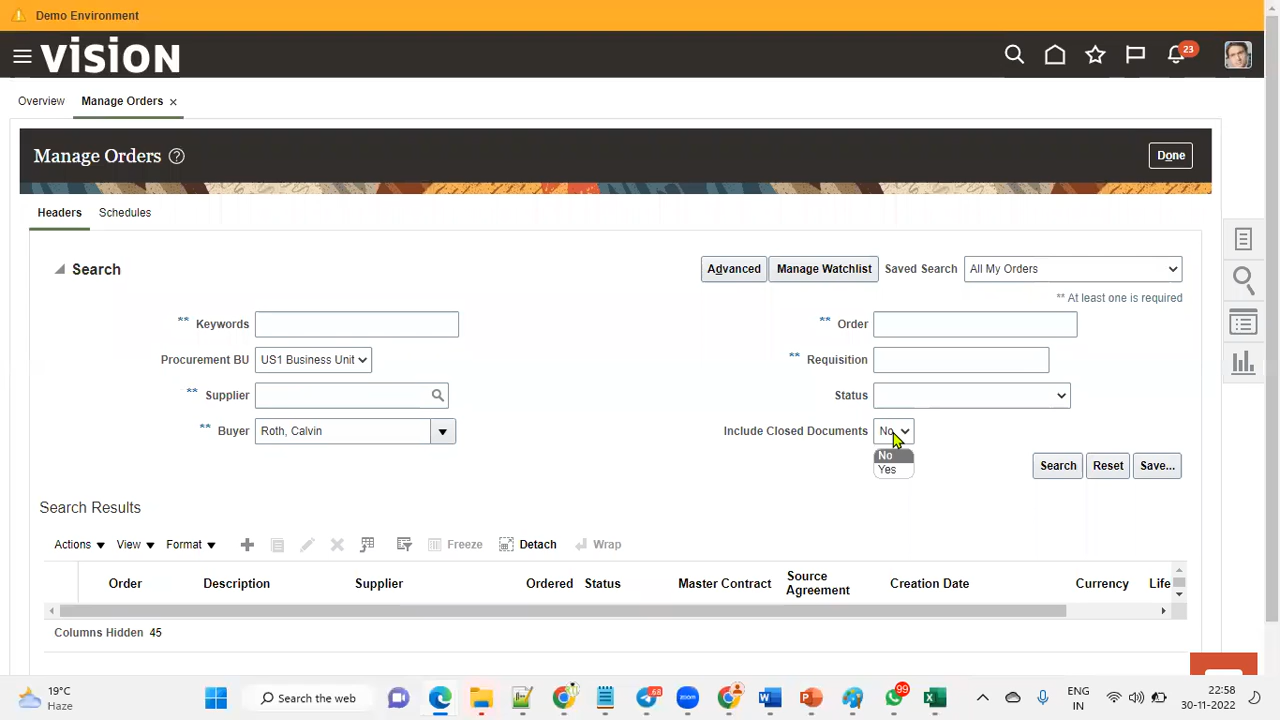 Demo Environment
VISION
23
Overview
Manage Orders ×
Manage Orders ?
Done
Headers
Schedules
Search
Advanced
Manage Watchlist
Saved Search
All My Orders
** At least one is required
** Keywords
** Order
Procurement BU
US1 Business Unit
** Requisition
** Supplier
Status
** Buyer
Roth, Calvin
Include Closed Documents
No
No
Yes
Search
Reset
Save...
Search Results
Actions
View
Format
Freeze
Detach
Wrap
Order
Description
Supplier
Ordered
Status
Master Contract
Source
Agreement
Creation Date
Currency
Life
Columns Hidden 45
19°C
Haze
Search the web
68
99
ENG
IN
22:58
30-11-2022